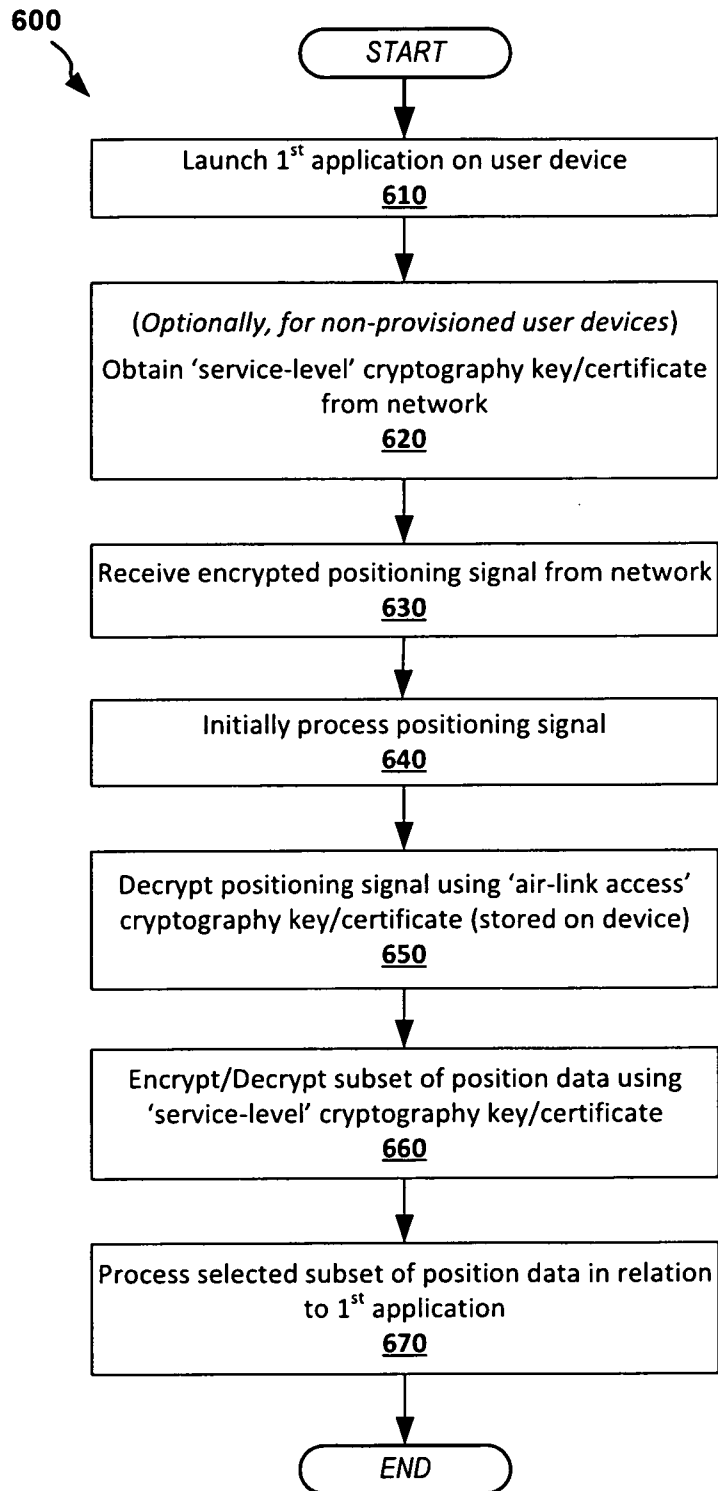 600
START
Launch 1st application on user device
610
(Optionally, for non-provisioned user devices)
Obtain ‘service-level’ cryptography key/certificate
from network
620
Receive encrypted positioning signal from network
630
Initially process positioning signal
640
Decrypt positioning signal using ‘air-link access’
cryptography key/certificate (stored on device)
650
Encrypt/Decrypt subset of position data using
‘service-level’ cryptography key/certificate
660
Process selected subset of position data in relation
to 1st application
670
END